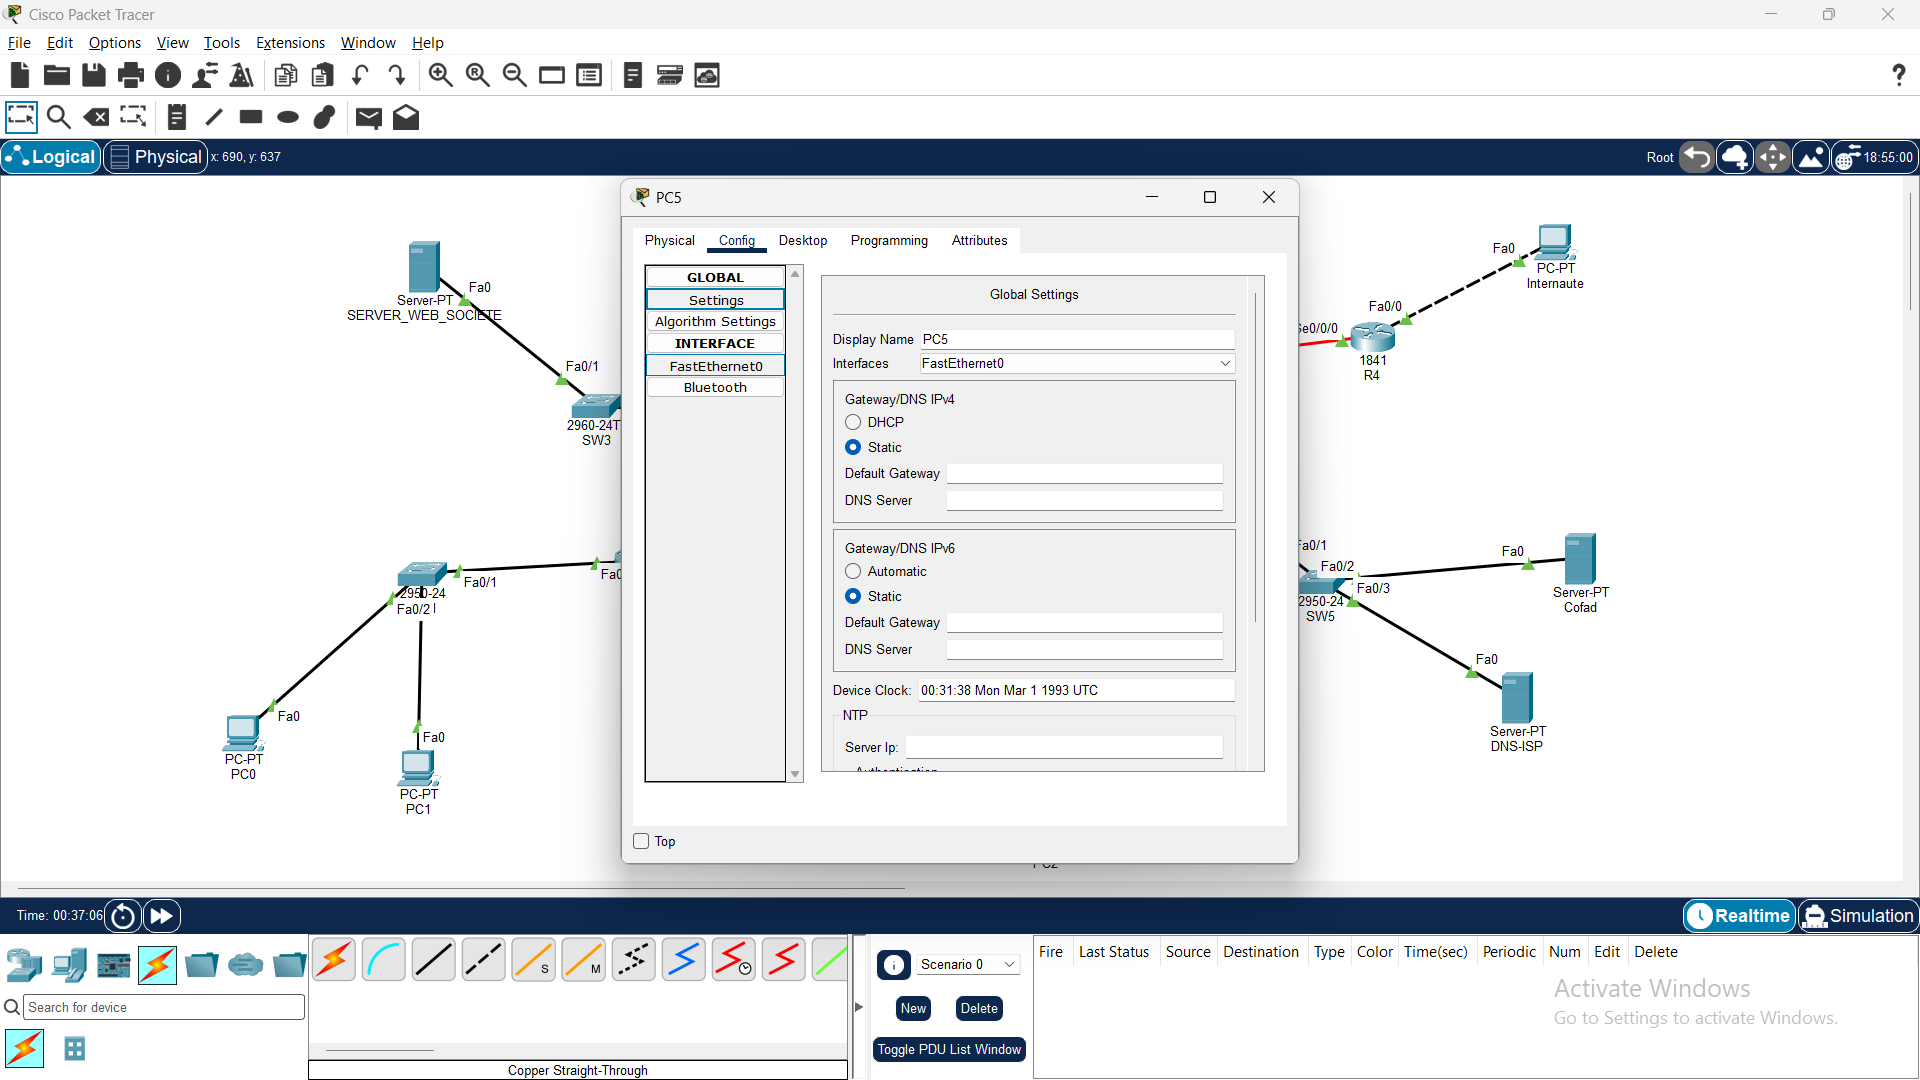 Cisco Packet Tracer
File Edit Options View Tools Extensions Window Help
Logical Physical x: 690, y: 637
Root 18:55:00
PC5
Physical Config Desktop Programming Attributes
GLOBAL
Settings
Algorithm Settings
INTERFACE
FastEthernet0
Bluetooth
Global Settings
Display Name PC5
Interfaces FastEthernet0
Gateway/DNS IPv4
DHCP
Static
Default Gateway
DNS Server
Gateway/DNS IPv6
Automatic
Static
Default Gateway
DNS Server
Device Clock: 00:31:38 Mon Mar 1 1993 UTC
NTP
Server Ip:
Authentication
Top
Fa0
Server-PT
SERVER_WEB_SOCIETE
Fa0/1
2960-24T
SW3
2950-24
Fa0/1
Fa0/2
Fa0
PC-PT
PC0
Fa0
PC-PT
PC1
Fa0
PC-PT
Internaute
Fa0/0
Se0/0/0
1841
R4
Fa0/1
Fa0/2
Fa0/3
2950-24
SW5
Fa0
Server-PT
Cofad
Fa0
Server-PT
DNS-ISP
PC2
Time: 00:37:06
Realtime Simulation
Search for device
S
M
Copper Straight-Through
Scenario 0
New Delete
Toggle PDU List Window
Fire Last Status Source Destination Type Color Time(sec) Periodic Num Edit Delete
Activate Windows
Go to Settings to activate Windows.